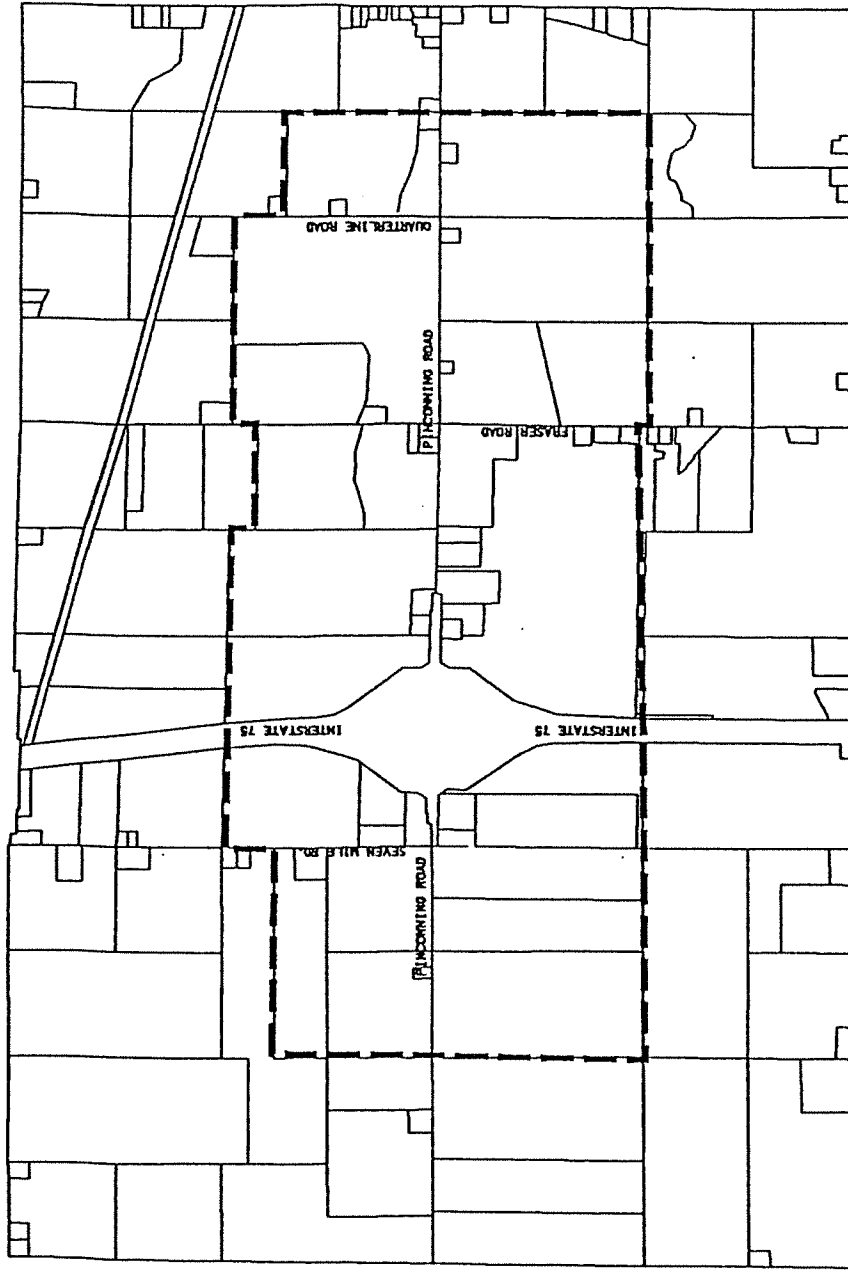 QUARTERLINE ROAD
PINCONNING ROAD
FRASER ROAD
INTERSTATE 75
INTERSTATE 75
SEVEN MILE RD.
PINCONNING ROAD